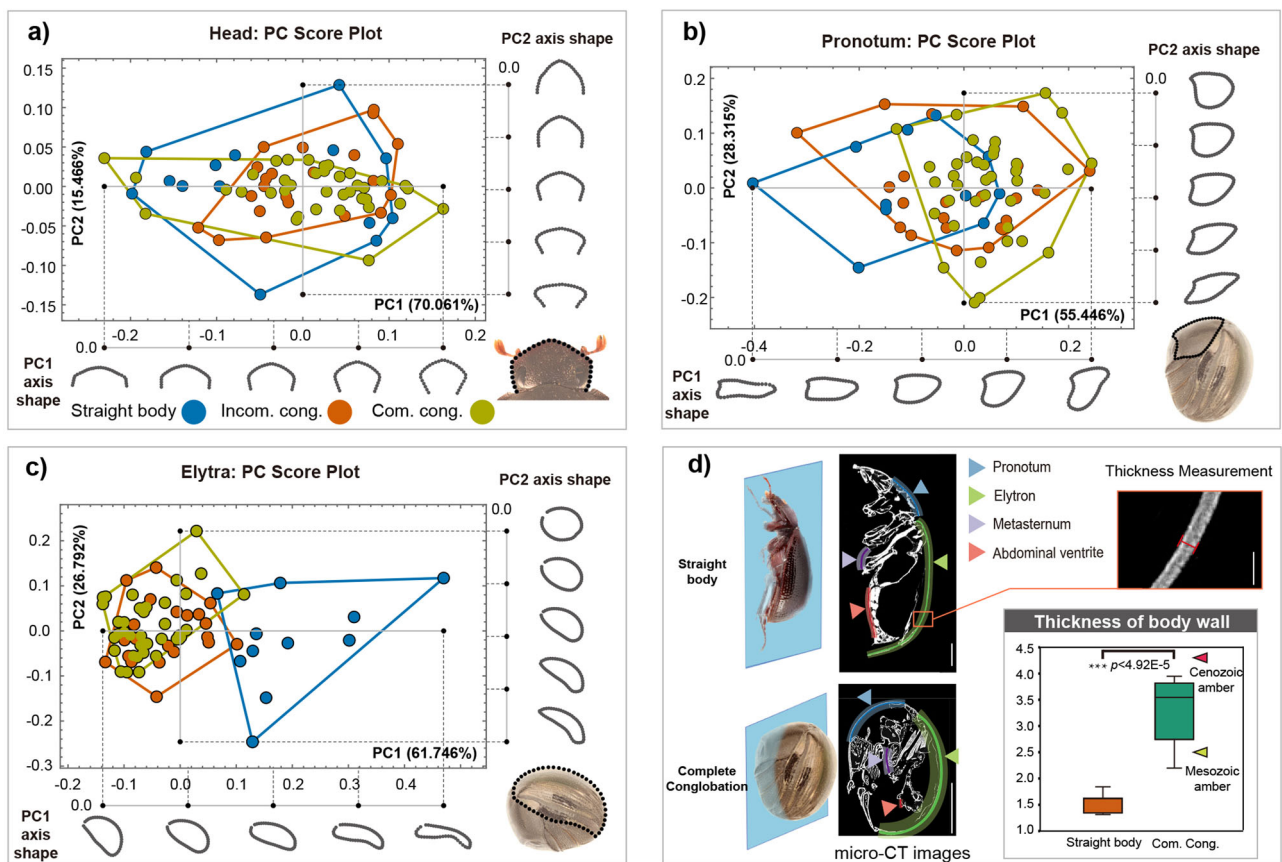 a)
Head: PC Score Plot
PC2 axis shape
0.0
0.15
0.10
0.05
0.00
-0.05
-0.10
-0.15
PC2 (15.466%)
PC1 (70.061%)
-0.2
-0.1
0.0
0.1
0.2
0.0
PC1
axis
shape
Straight body
Incom. cong.
Com. cong.
b)
Pronotum: PC Score Plot
PC2 axis shape
0.0
0.2
0.1
0.0
-0.1
-0.2
PC2 (28.315%)
PC1 (55.446%)
-0.4
-0.2
0.0
0.2
0.0
PC1
axis
shape
c)
Elytra: PC Score Plot
PC2 axis shape
0.0
0.2
0.1
0.0
-0.1
-0.2
-0.3
PC2 (26.792%)
PC1 (61.746%)
-0.2
-0.1
0.0
0.1
0.2
0.3
0.4
0.5
0.0
PC1
axis
shape
d)
Straight
body
Complete
Conglobation
micro-CT images
Pronotum
Elytron
Metasternum
Abdominal ventrite
Thickness Measurement
Thickness of body wall
4.5
4.0
3.5
3.0
2.5
2.0
1.5
1.0
*** p<4.92E-5
Cenozoic
amber
Mesozoic
amber
Straight body
Com. Cong.